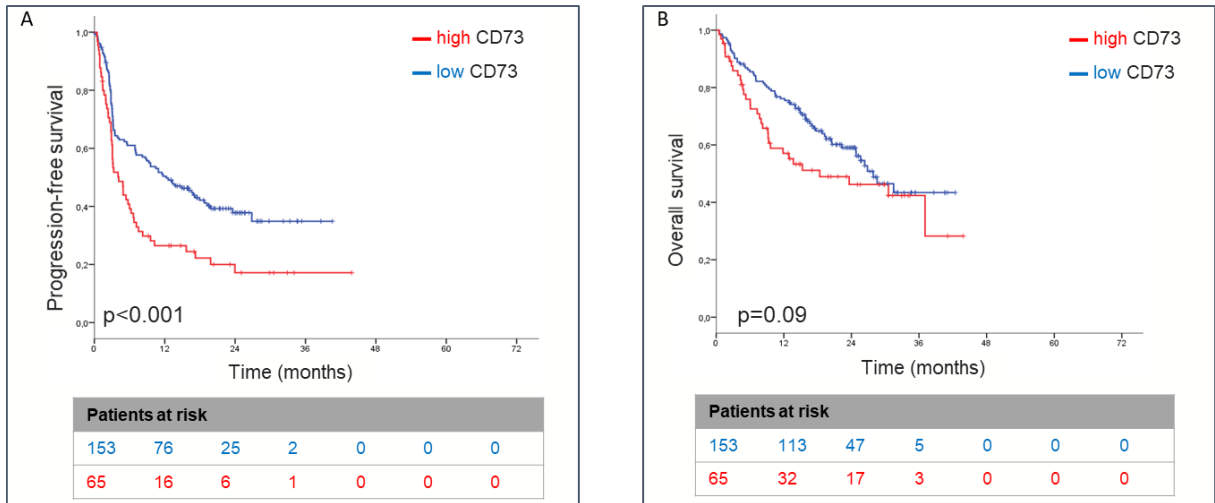 A
high CD73
low CD73
Progression-free survival
1,0
0,8
0,6
0,4
0,2
0,0
p<0.001
0 12 24 36 48 60 72
Time (months)
Patients at risk
153 76 25 2 0 0 0
65 16 6 1 0 0 0
B
high CD73
low CD73
Overall survival
1,0
0,8
0,6
0,4
0,2
0,0
p=0.09
0 12 24 36 48 60 72
Time (months)
Patients at risk
153 113 47 5 0 0 0
65 32 17 3 0 0 0